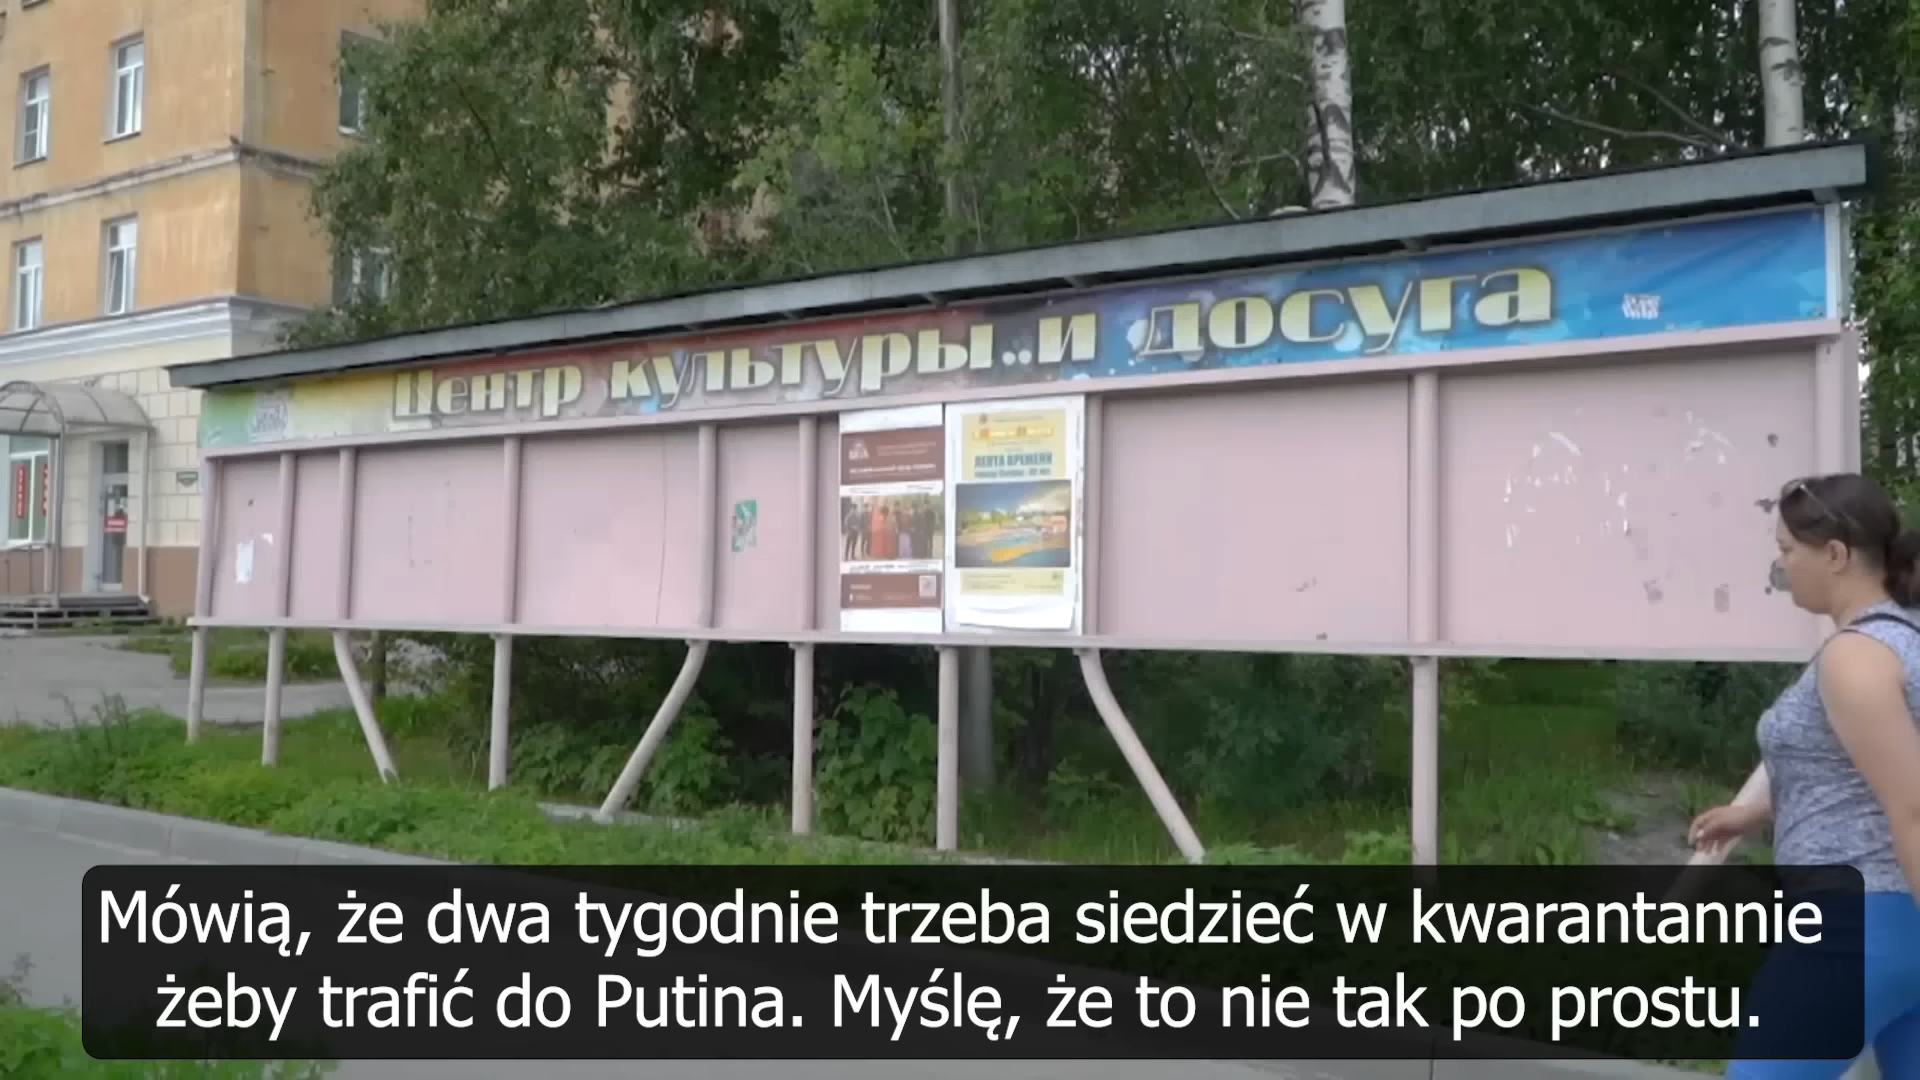 Центр культуры..и досуга
ЛЕНТА ВРЕМЕНИ
Mówią, że dwa tygodnie trzeba siedzieć w kwarantannie
żeby trafić do Putina. Myślę, że to nie tak po prostu.